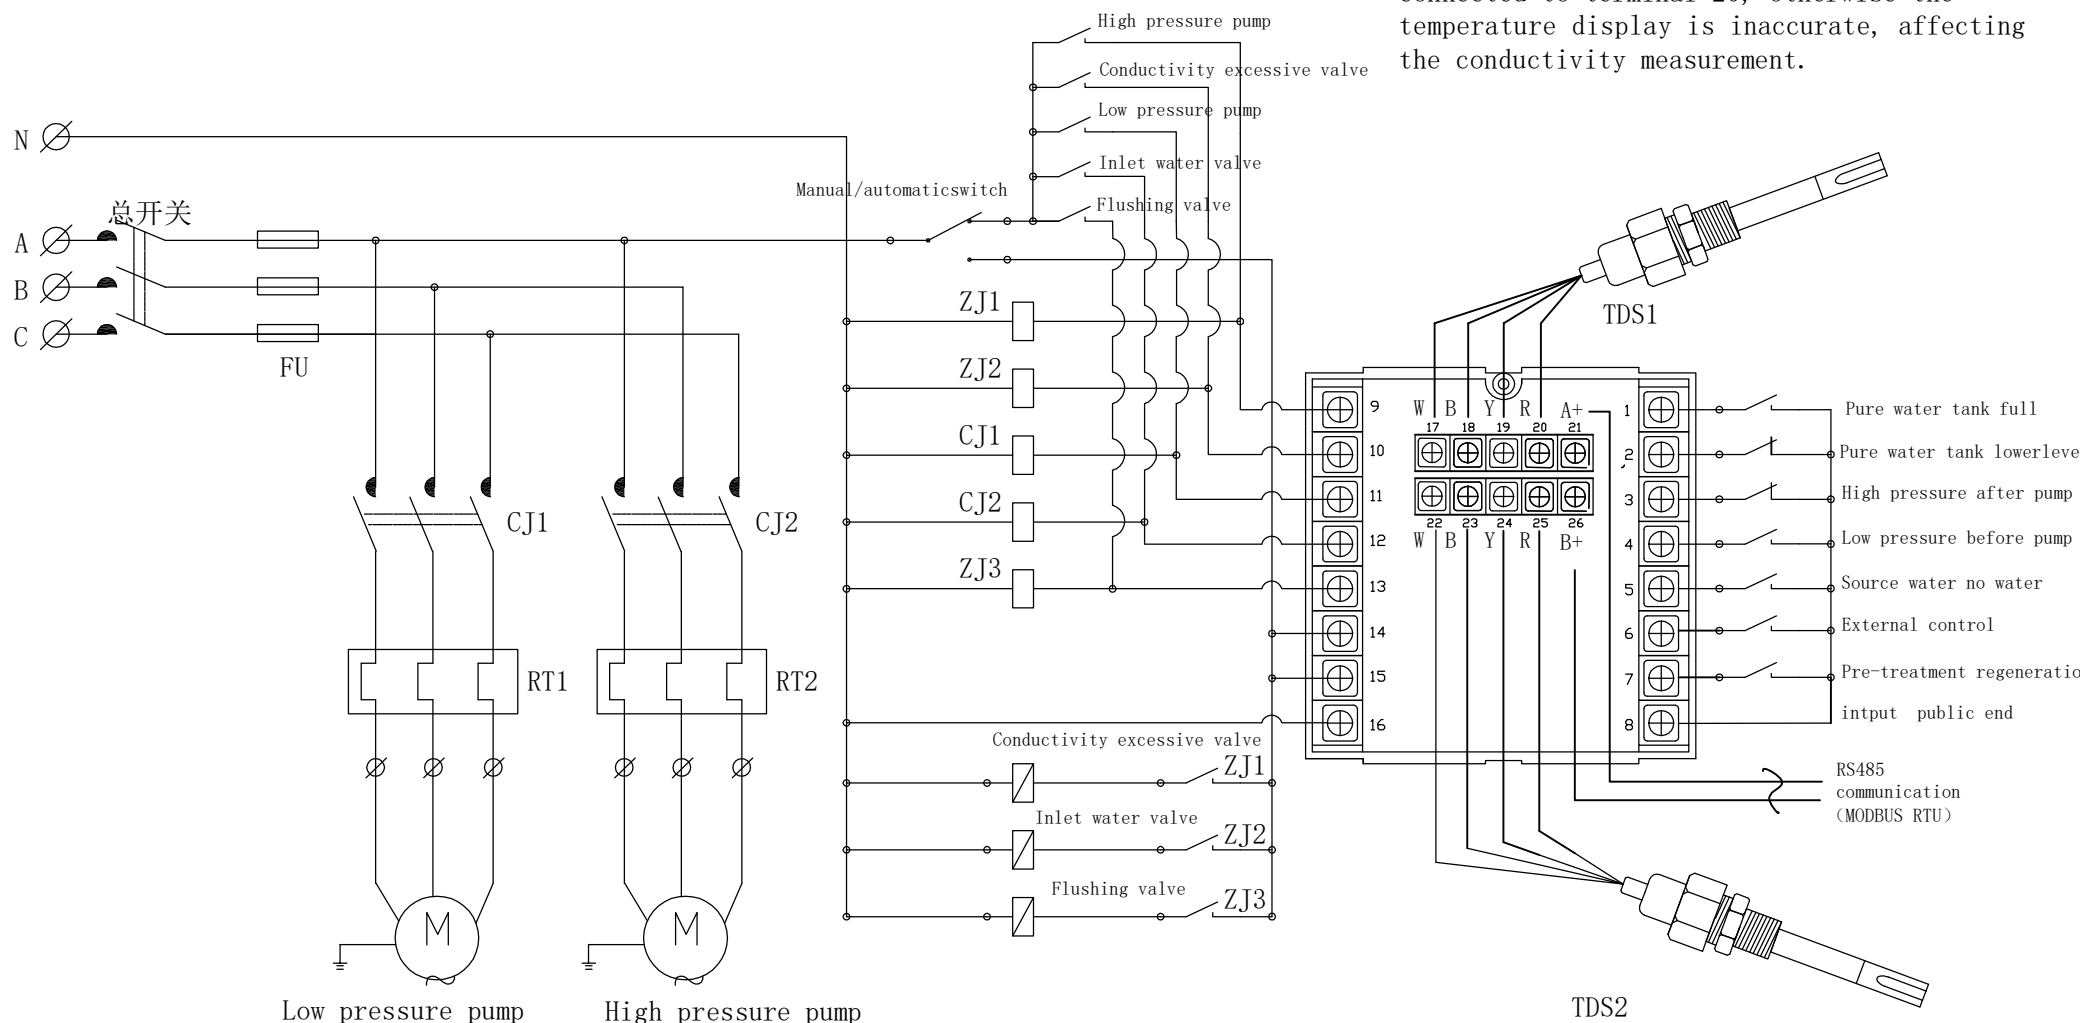 temperature display is inaccurate, affecting
the conductivity measurement.
High pressure pump
Conductivity excessive valve
Low pressure pump
Inlet water valve
Flushing valve
Manual/automaticswitch
N
总开关
A
B
C
FU
CJ1
CJ2
RT1
RT2
M
M
Low pressure pump
High pressure pump
ZJ1
ZJ2
CJ1
CJ2
ZJ3
Conductivity excessive valve
ZJ1
Inlet water valve
ZJ2
Flushing valve
ZJ3
TDS1
9
10
11
12
13
14
15
16
W B Y R A+
17 18 19 20 21
22 23 24 25 26
W B Y R B+
1
2
3
4
5
6
7
8
Pure water tank full
Pure water tank lowerleve
High pressure after pump
Low pressure before pump
Source water no water
External control
Pre-treatment regeneratio
intput public end
RS485
communication
(MODBUS RTU)
TDS2